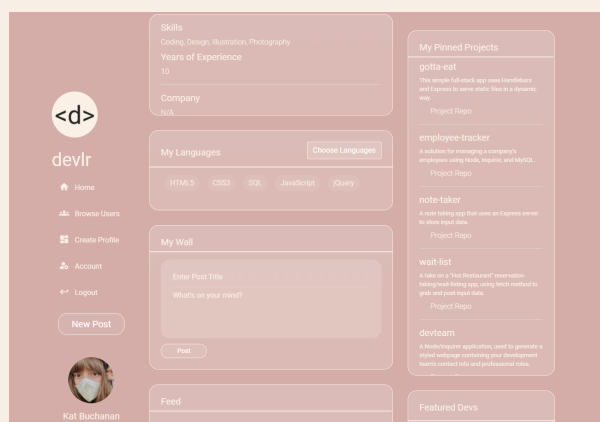 <d>
devlr
Home
Browse Users
Create Profile
Account
Logout
New Post
Kat Buchanan
Skills
Coding, Design, Illustration, Photography
Years of Experience
10
Company
N/A
My Languages
Choose Languages
HTML5
CSS3
SQL
JavaScript
jQuery
My Wall
Enter Post Title
What's on your mind?
Post
Feed
My Pinned Projects
gotta-eat
This simple full-stack app uses Handlebars
and Express to serve static files in a dynamic
way.
Project Repo
employee-tracker
A solution for managing a company's
employees using Node, Inquirer, and MySQL.
Project Repo
note-taker
A note taking app that uses an Express serve
to store input data.
Project Repo
wait-list
A take on a "Hot Restaurant" reservation
taking/wait-listing app, using fetch method to
grab and post input data.
devteam
A Node/Inquirer application, used to generate a
styled webpage containing your development
teams contact info and professional roles.
Featured Devs